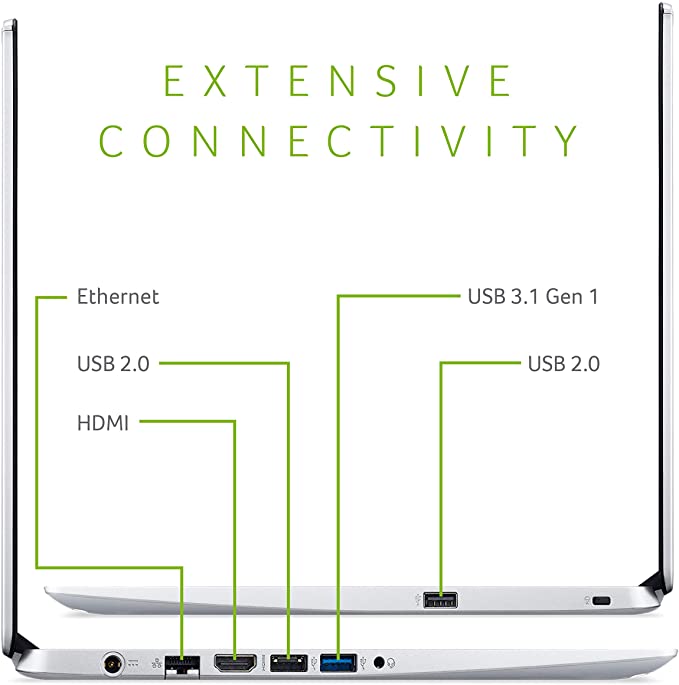 EXTENSIVE
CONNECTIVITY
Ethernet
USB 3.1 Gen 1
USB 2.0
USB 2.0
HDMI